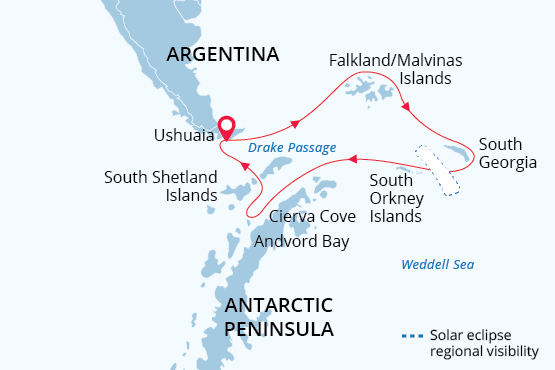 ARGENTINA
Falkland/Malvinas
Islands
Ushuaia
Drake Passage
South
Georgia
South Shetland
Islands
South
Orkney
Islands
Cierva Cove
Andvord Bay
Weddell Sea
ANTARCTIC
PENINSULA
Solar eclipse
regional visibility